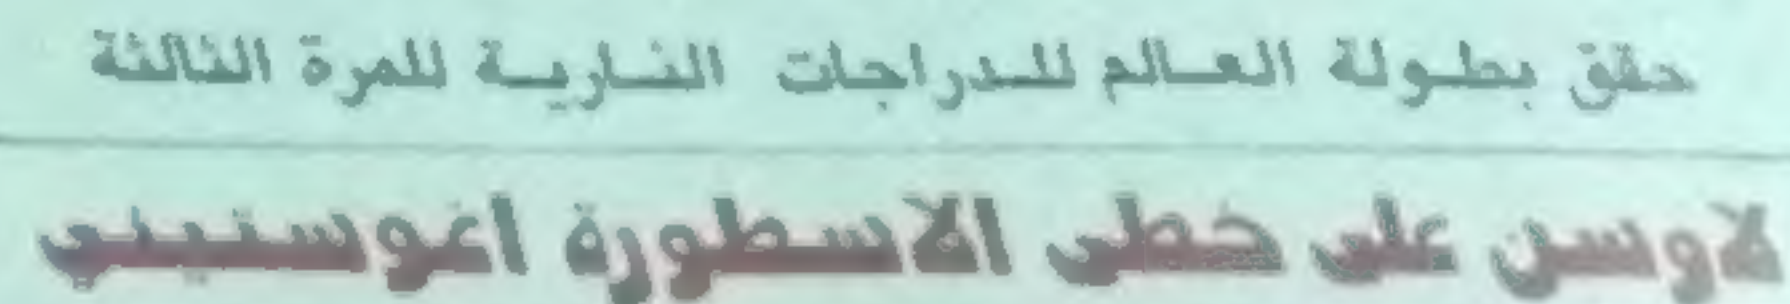 حقق بطولة العالم للدراجات النارية للمرة الثالثة
لاوسن على خطى الاسطورة اغوستيني